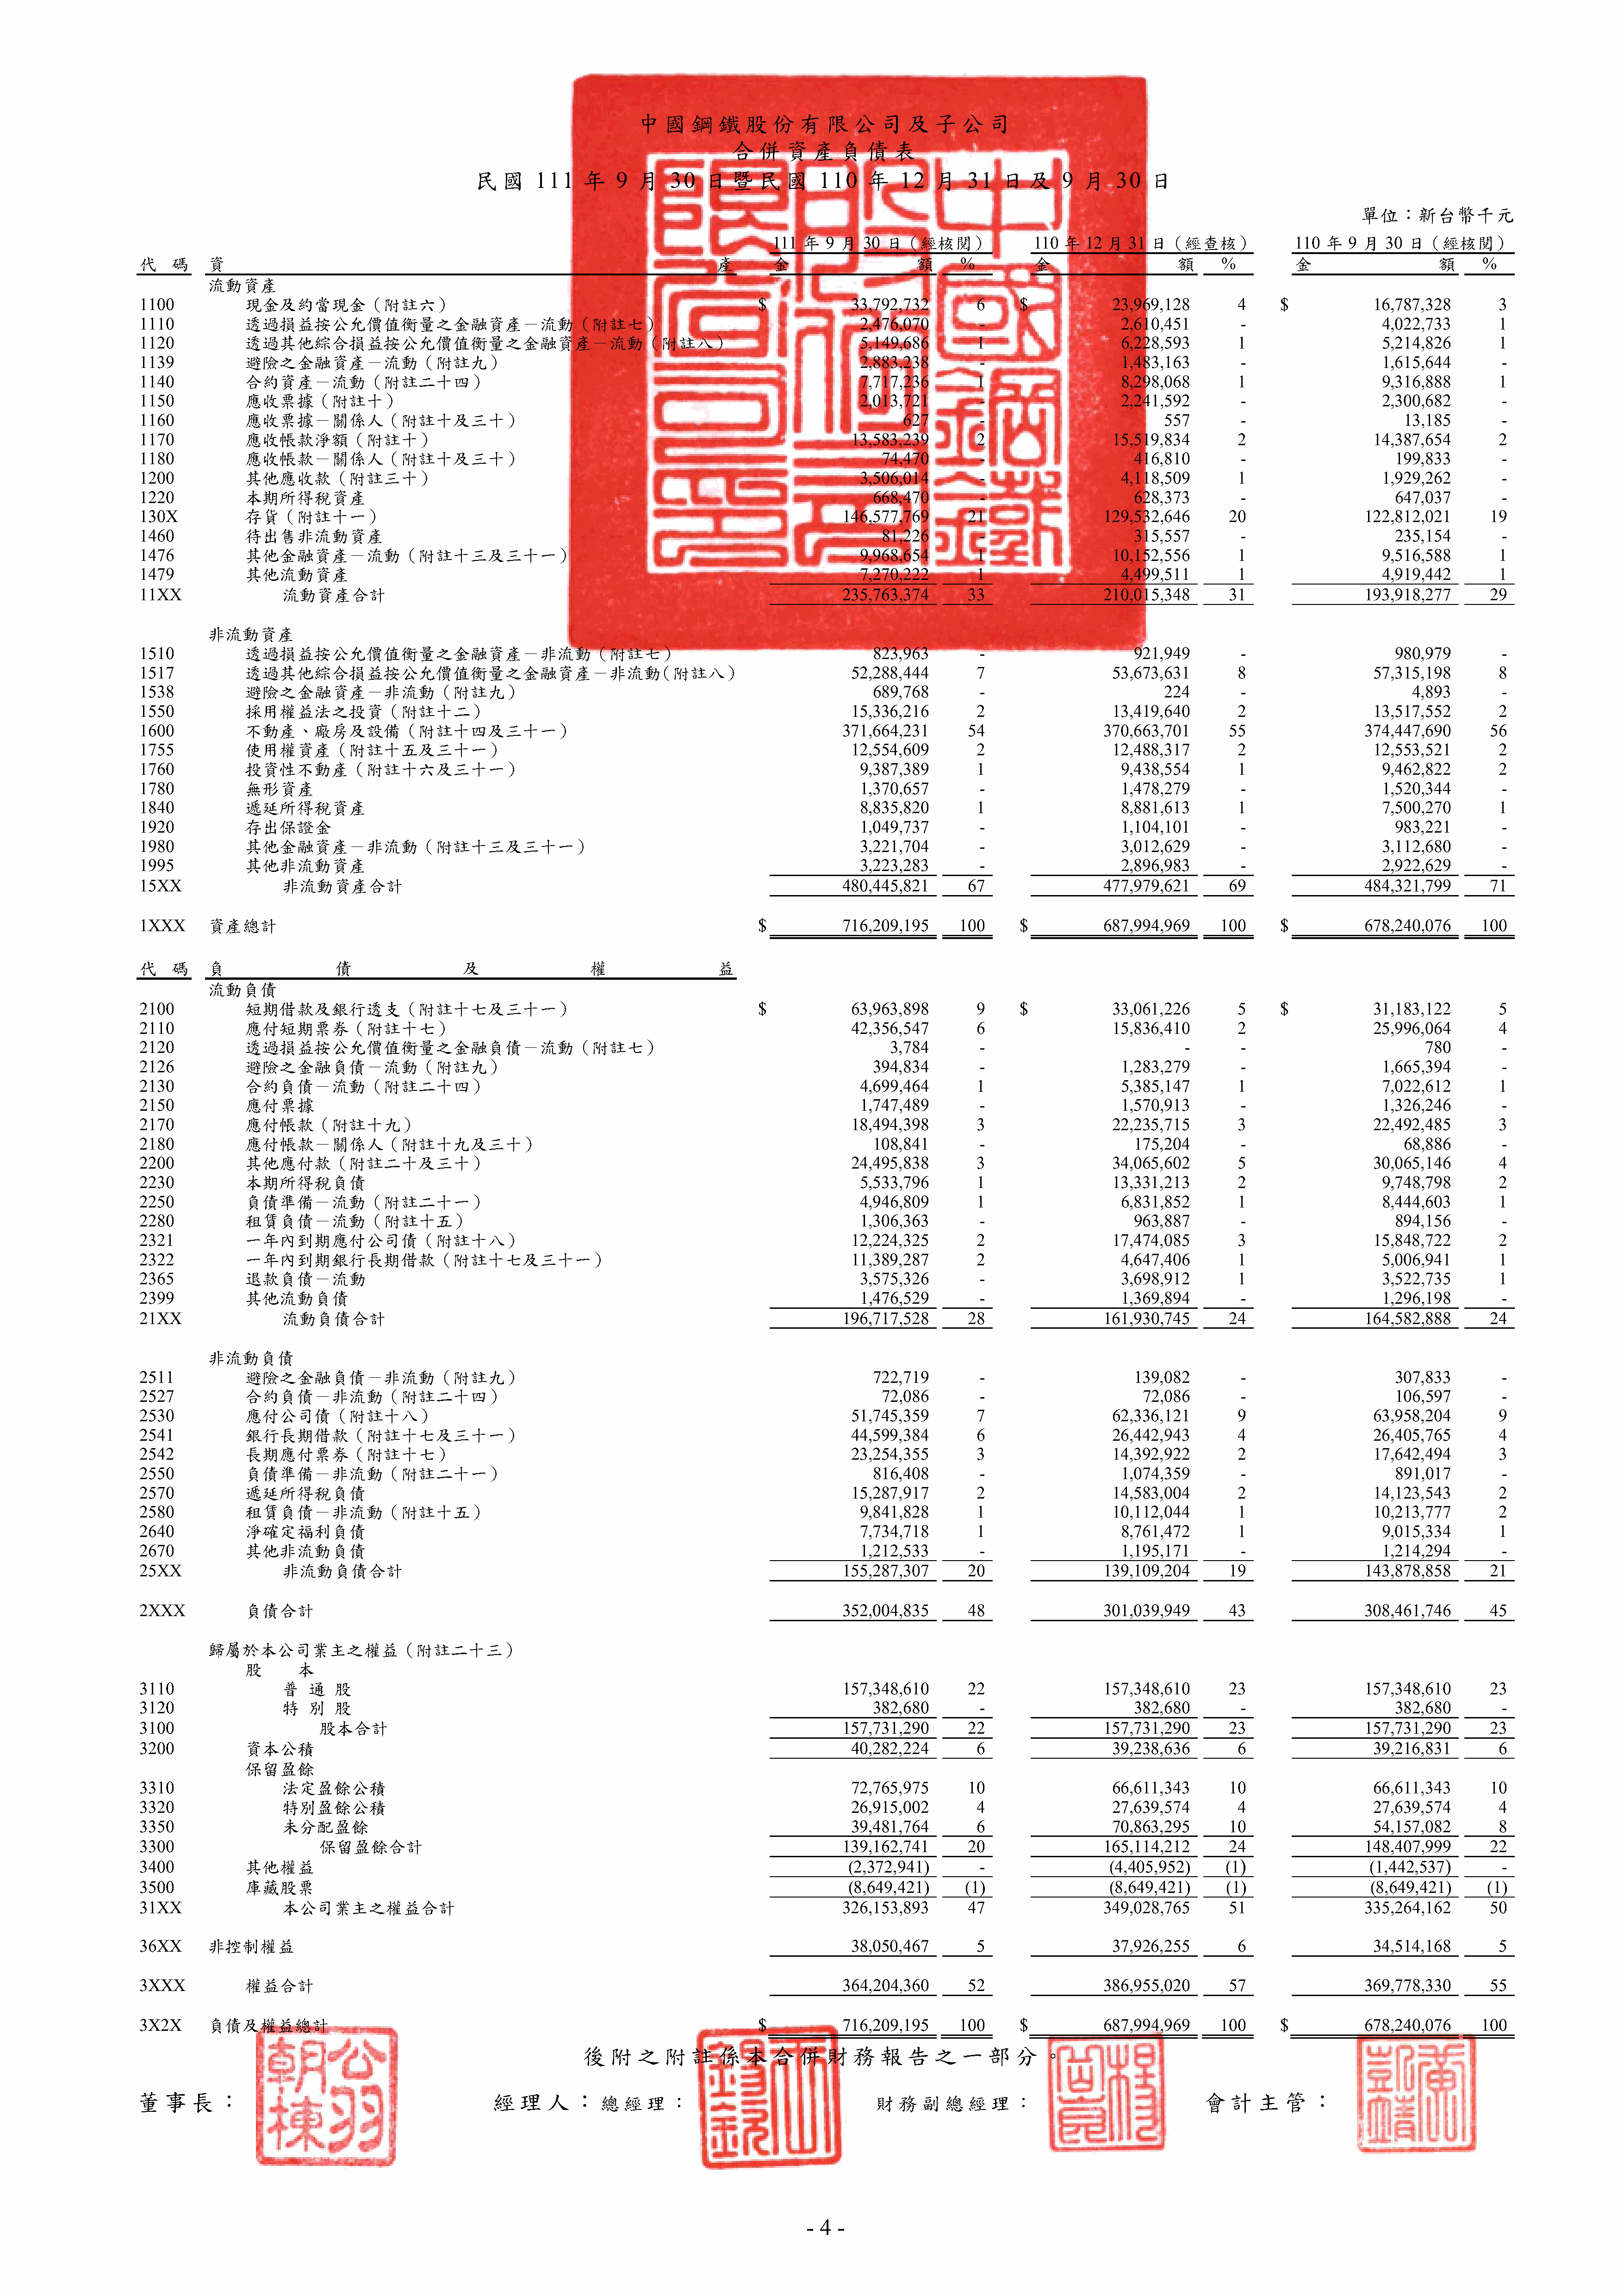 中國鋼鐵股份有限公司及子公司
合併資產負債表
民國 111 年 9 月 30 日暨民國 110 年 12 月 31 日及 9 月 30 日
單位：新台幣千元
111 年 9 月 30 日（經核閱） 110 年 12 月 31 日（經查核） 110 年 9 月 30 日（經核閱）
代 碼 資 產 金 額 % 金 額 % 金 額 %
流動資產
1100 現金及約當現金（附註六） $ 33,792,732 6 $ 23,969,128 4 $ 16,787,328 3
1110 透過損益按公允價值衡量之金融資產－流動（附註七） 2,476,070 - 2,610,451 - 4,022,733 1
1120 透過其他綜合損益按公允價值衡量之金融資產－流動（附註八） 5,149,686 1 6,228,593 1 5,214,826 1
1139 避險之金融資產－流動（附註九） 2,883,238 - 1,483,163 - 1,615,644 -
1140 合約資產－流動（附註二十四） 7,717,236 1 8,298,068 1 9,316,888 1
1150 應收票據（附註十） 2,013,721 - 2,241,592 - 2,300,682 -
1160 應收票據－關係人（附註十及三十） 627 - 557 - 13,185 -
1170 應收帳款淨額（附註十） 13,583,239 2 15,519,834 2 14,387,654 2
1180 應收帳款－關係人（附註十及三十） 74,470 - 416,810 - 199,833 -
1200 其他應收款（附註三十） 3,506,014 - 4,118,509 1 1,929,262 -
1220 本期所得稅資產 668,470 - 628,373 - 647,037 -
130X 存貨（附註十一） 146,577,769 21 129,532,646 20 122,812,021 19
1460 待出售非流動資產 81,226 - 315,557 - 235,154 -
1476 其他金融資產－流動（附註十三及三十一） 9,968,654 1 10,152,556 1 9,516,588 1
1479 其他流動資產 7,270,222 1 4,499,511 1 4,919,442 1
11XX 流動資產合計 235,763,374 33 210,015,348 31 193,918,277 29
非流動資產
1510 透過損益按公允價值衡量之金融資產－非流動（附註七） 823,963 - 921,949 - 980,979 -
1517 透過其他綜合損益按公允價值衡量之金融資產－非流動（附註八） 52,288,444 7 53,673,631 8 57,315,198 8
1538 避險之金融資產－非流動（附註九） 689,768 - 224 - 4,893 -
1550 採用權益法之投資（附註十二） 15,336,216 2 13,419,640 2 13,517,552 2
1600 不動產、廠房及設備（附註十四及三十一） 371,664,231 54 370,663,701 55 374,447,690 56
1755 使用權資產（附註十五及三十一） 12,554,609 2 12,488,317 2 12,553,521 2
1760 投資性不動產（附註十六及三十一） 9,387,389 1 9,438,554 1 9,462,822 2
1780 無形資產 1,370,657 - 1,478,279 - 1,520,344 -
1840 遞延所得稅資產 8,835,820 1 8,881,613 1 7,500,270 1
1920 存出保證金 1,049,737 - 1,104,101 - 983,221 -
1980 其他金融資產－非流動（附註十三及三十一） 3,221,704 - 3,012,629 - 3,112,680 -
1995 其他非流動資產 3,223,283 - 2,896,983 - 2,922,629 -
15XX 非流動資產合計 480,445,821 67 477,979,621 69 484,321,799 71
1XXX 資產總計 $ 716,209,195 100 $ 687,994,969 100 $ 678,240,076 100
代 碼 負 債 及 權 益
流動負債
2100 短期借款及銀行透支（附註十七及三十一） $ 63,963,898 9 $ 33,061,226 5 $ 31,183,122 5
2110 應付短期票券（附註十七） 42,356,547 6 15,836,410 2 25,996,064 4
2120 透過損益按公允價值衡量之金融負債－流動（附註七） 3,784 - - - 780 -
2126 避險之金融負債－流動（附註九） 394,834 - 1,283,279 - 1,665,394 -
2130 合約負債－流動（附註二十四） 4,699,464 1 5,385,147 1 7,022,612 1
2150 應付票據 1,747,489 - 1,570,913 - 1,326,246 -
2170 應付帳款（附註十九） 18,494,398 3 22,235,715 3 22,492,485 3
2180 應付帳款－關係人（附註十九及三十） 108,841 - 175,204 - 68,886 -
2200 其他應付款（附註二十及三十） 24,495,838 3 34,065,602 5 30,065,146 4
2230 本期所得稅負債 5,533,796 1 13,331,213 2 9,748,798 2
2250 負債準備－流動（附註二十一） 4,946,809 1 6,831,852 1 8,444,603 1
2280 租賃負債－流動（附註十五） 1,306,363 - 963,887 - 894,156 -
2321 一年內到期應付公司債（附註十八） 12,224,325 2 17,474,085 3 15,848,722 2
2322 一年內到期銀行長期借款（附註十七及三十一） 11,389,287 2 4,647,406 1 5,006,941 1
2365 退款負債－流動 3,575,326 - 3,698,912 1 3,522,735 1
2399 其他流動負債 1,476,529 - 1,369,894 - 1,296,198 -
21XX 流動負債合計 196,717,528 28 161,930,745 24 164,582,888 24
非流動負債
2511 避險之金融負債－非流動（附註九） 722,719 - 139,082 - 307,833 -
2527 合約負債－非流動（附註二十四） 72,086 - 72,086 - 106,597 -
2530 應付公司債（附註十八） 51,745,359 7 62,336,121 9 63,958,204 9
2541 銀行長期借款（附註十七及三十一） 44,599,384 6 26,442,943 4 26,405,765 4
2542 長期應付票券（附註十七） 23,254,355 3 14,392,922 2 17,642,494 3
2550 負債準備－非流動（附註二十一） 816,408 - 1,074,359 - 891,017 -
2570 遞延所得稅負債 15,287,917 2 14,583,004 2 14,123,543 2
2580 租賃負債－非流動（附註十五） 9,841,828 1 10,112,044 1 10,213,777 2
2640 淨確定福利負債 7,734,718 1 8,761,472 1 9,015,334 1
2670 其他非流動負債 1,212,533 - 1,195,171 - 1,214,294 -
25XX 非流動負債合計 155,287,307 20 139,109,204 19 143,878,858 21
2XXX 負債合計 352,004,835 48 301,039,949 43 308,461,746 45
歸屬於本公司業主之權益（附註二十三）
股 本
3110 普 通 股 157,348,610 22 157,348,610 23 157,348,610 23
3120 特 別 股 382,680 - 382,680 - 382,680 -
3100 股本合計 157,731,290 22 157,731,290 23 157,731,290 23
3200 資本公積 40,282,224 6 39,238,636 6 39,216,831 6
保留盈餘
3310 法定盈餘公積 72,765,975 10 66,611,343 10 66,611,343 10
3320 特別盈餘公積 26,915,002 4 27,639,574 4 27,639,574 4
3350 未分配盈餘 39,481,764 6 70,863,295 10 54,157,082 8
3300 保留盈餘合計 139,162,741 20 165,114,212 24 148,407,999 22
3400 其他權益 (2,372,941) - (4,405,952) (1) (1,442,537) -
3500 庫藏股票 (8,649,421) (1) (8,649,421) (1) (8,649,421) (1)
31XX 本公司業主之權益合計 326,153,893 47 349,028,765 51 335,264,162 50
36XX 非控制權益 38,050,467 5 37,926,255 6 34,514,168 5
3XXX 權益合計 364,204,360 52 386,955,020 57 369,778,330 55
3X2X 負債及權益總計 $ 716,209,195 100 $ 687,994,969 100 $ 678,240,076 100
後附之附註係本合併財務報告之一部分。
董事長： 經理人：總經理： 財務副總經理： 會計主管：
- 4 -